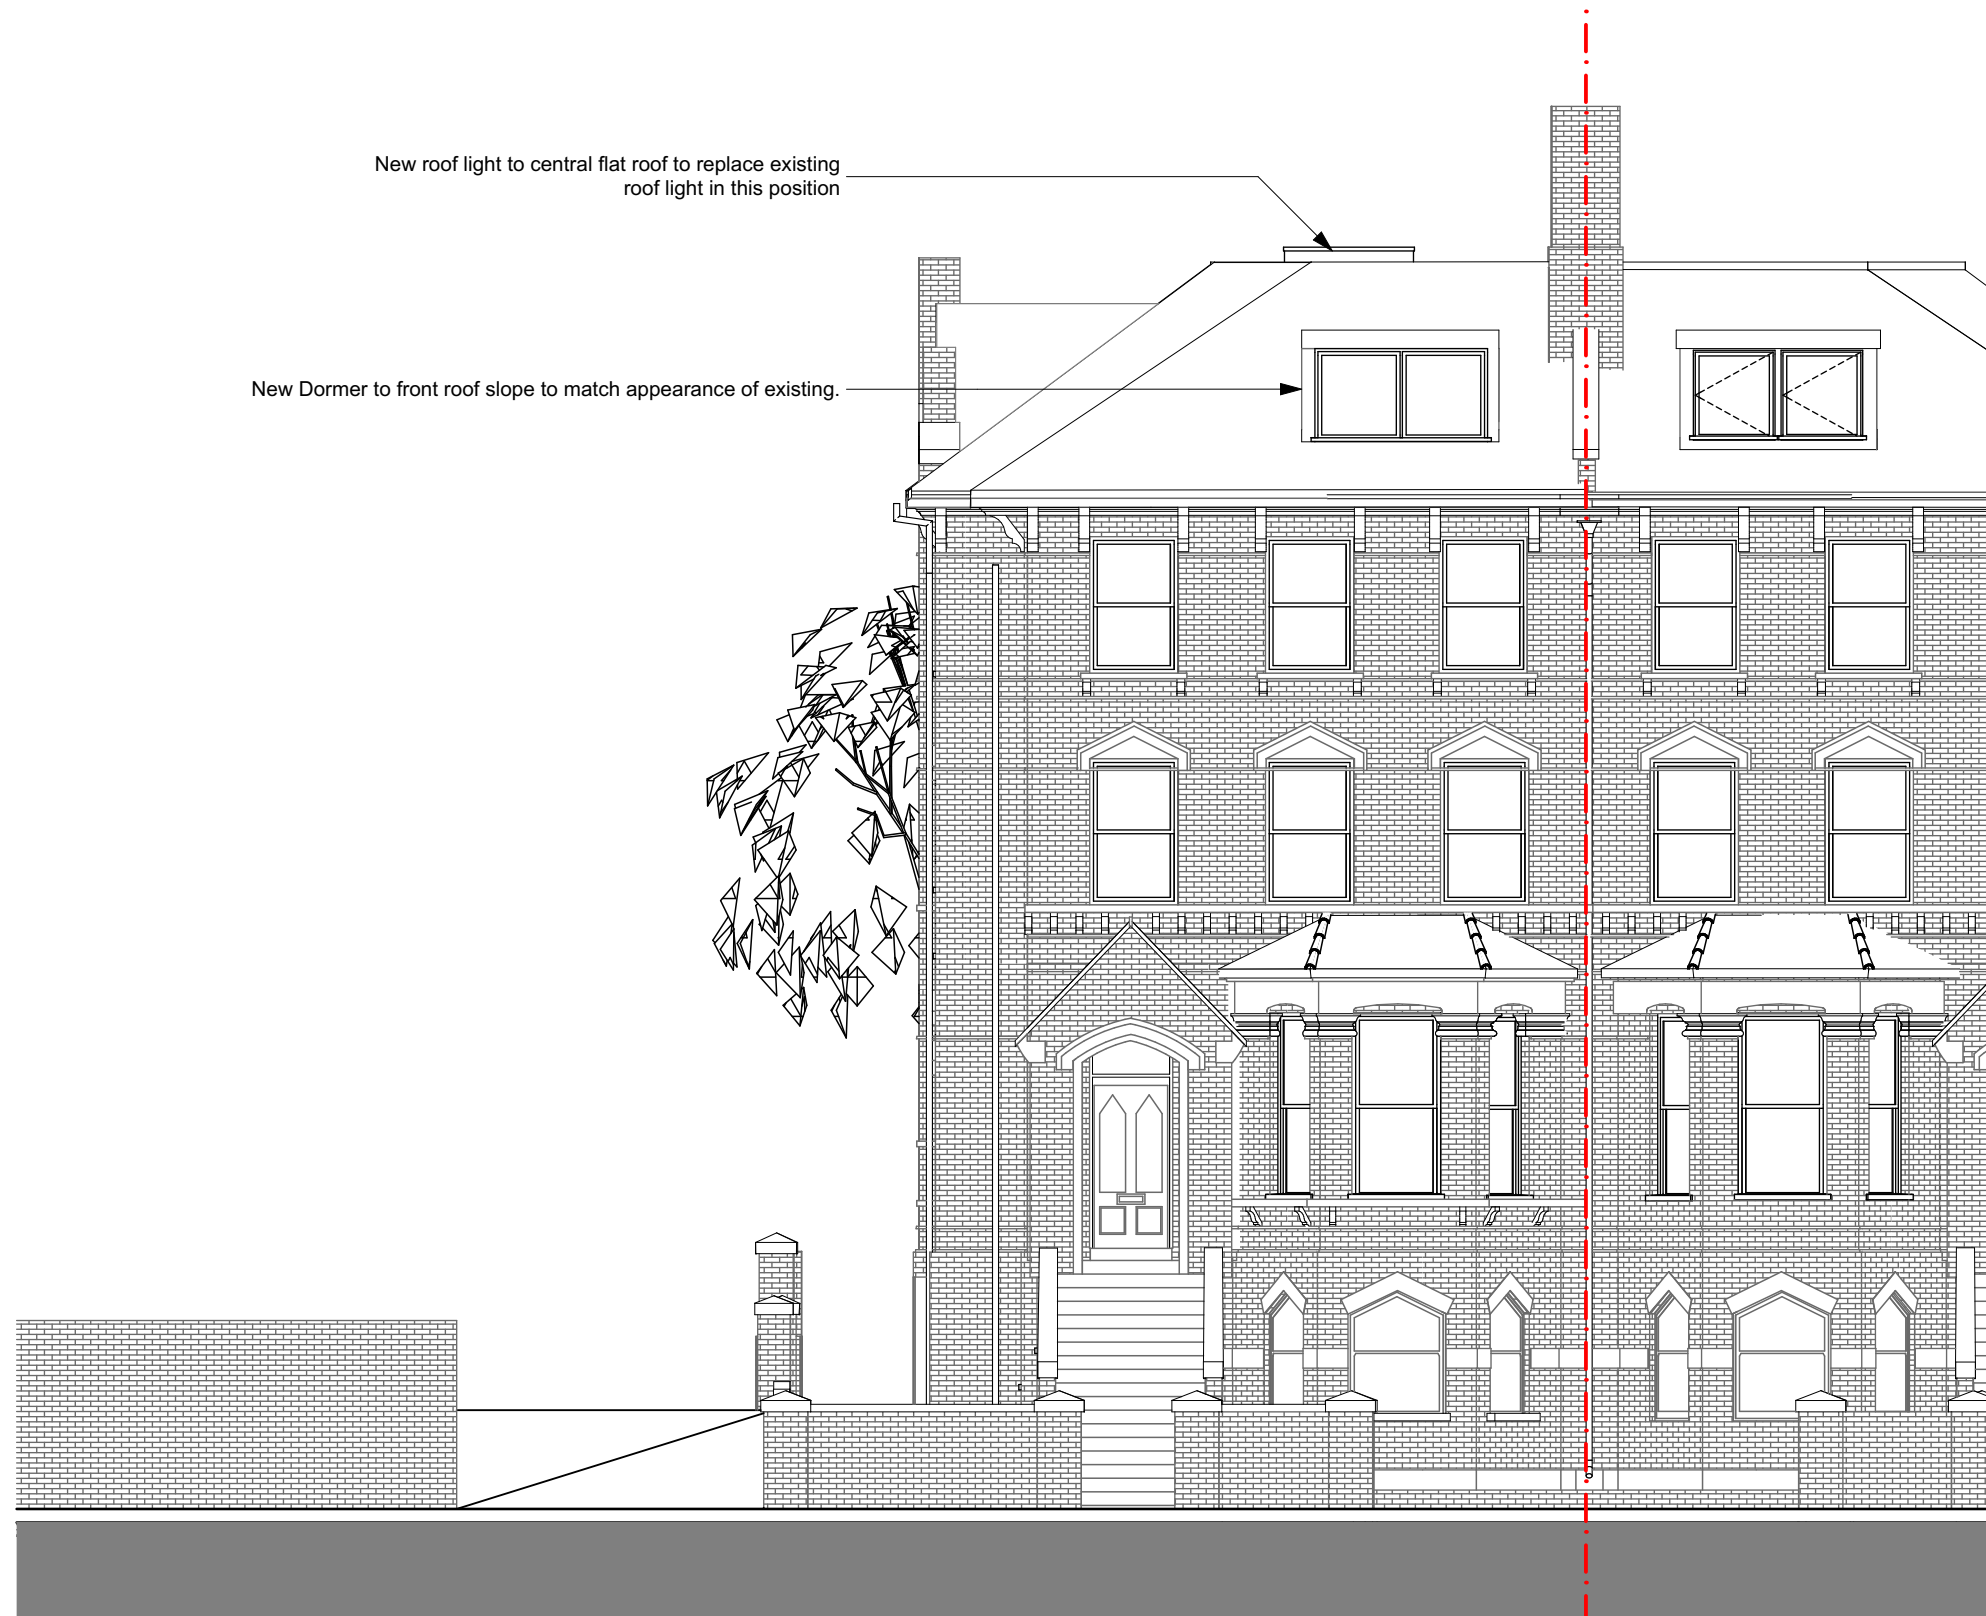 New roof light to central flat roof to replace existing
roof light in this position
New Dormer to front roof slope to match appearance of existing.